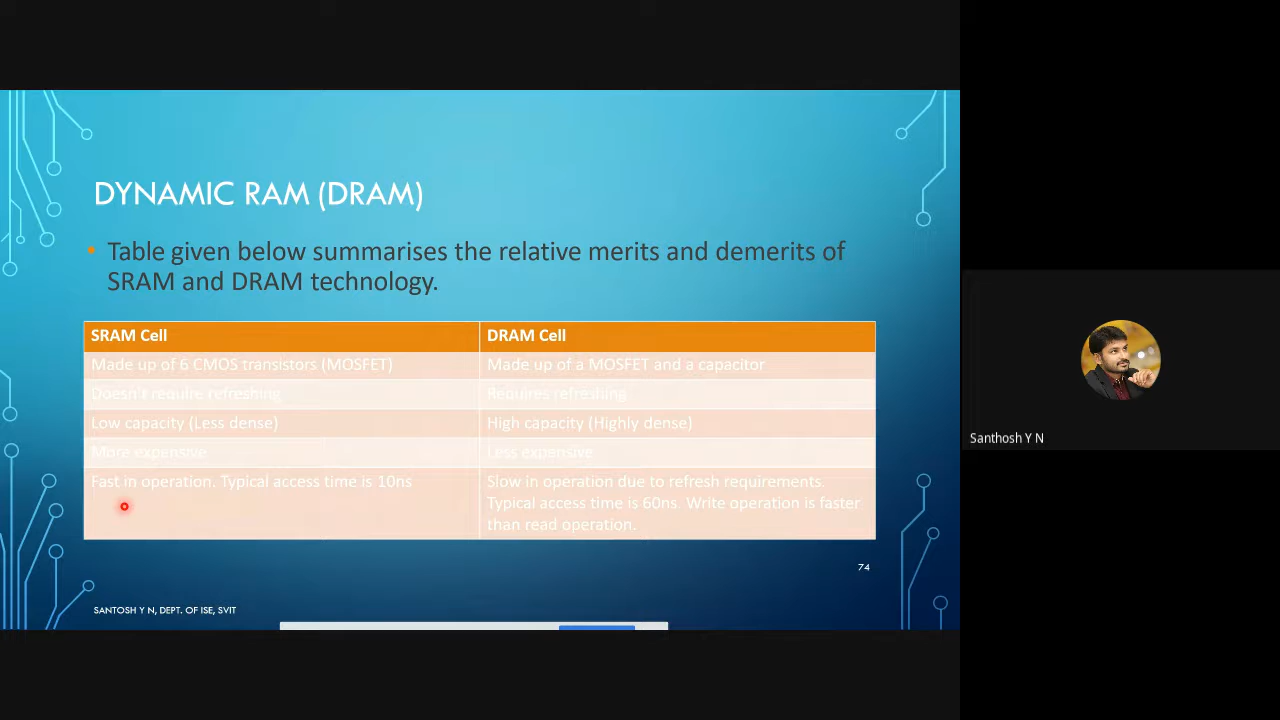 DYNAMIC RAM (DRAM)
• Table given below summarises the relative merits and demerits of
SRAM and DRAM technology.
SRAM Cell
DRAM Cell
Made up of 6 CMOS transistors (MOSFET)
Made up of a MOSFET and a capacitor
Doesn't require refreshing
Requires refreshing
Low capacity (Less dense)
High capacity (Highly dense)
More expensive
Less expensive
Fast in operation. Typical access time is 10ns
Slow in operation due to refresh requirements.
Typical access time is 60ns. Write operation is faster
than read operation.
74
SANTOSH Y N, DEPT. OF ISE, SVIT
Santhosh Y N